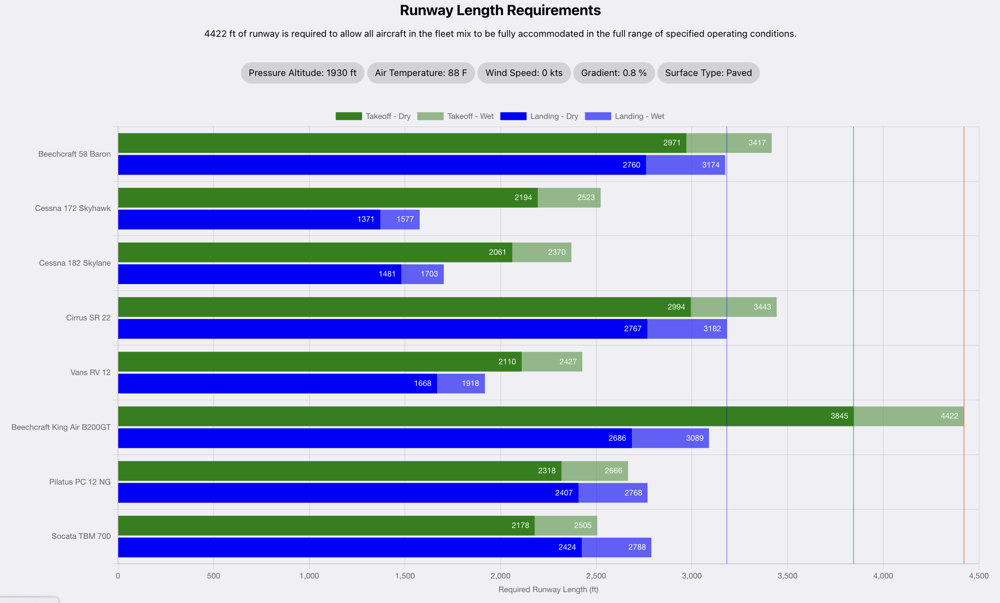 Runway Length Requirements
4422 ft of runway is required to allow all aircraft in the fleet mix to be fully accommodated in the full range of specified operating conditions.
Pressure Altitude: 1930 ft Air Temperature: 88 F Wind Speed: 0 kts Gradient: 0.8 % Surface Type: Paved
Takeoff - Dry Takeoff - Wet Landing - Dry Landing - Wet
Beechcraft 58 Baron
2971 3417
2760 3174
Cessna 172 Skyhawk
2194 2523
1371 1577
Cessna 182 Skylane
2061 2370
1481 1703
Cirrus SR 22
2994 3443
2767 3182
Vans RV 12
2110 2427
1668 1918
Beechcraft King Air B200GT
3845 4422
2686 3089
Pilatus PC 12 NG
2318 2666
2407 2768
Socata TBM 700
2178 2505
2424 2788
0 500 1,000 1,500 2,000 2,500 3,000 3,500 4,000 4,500
Required Runway Length (ft)